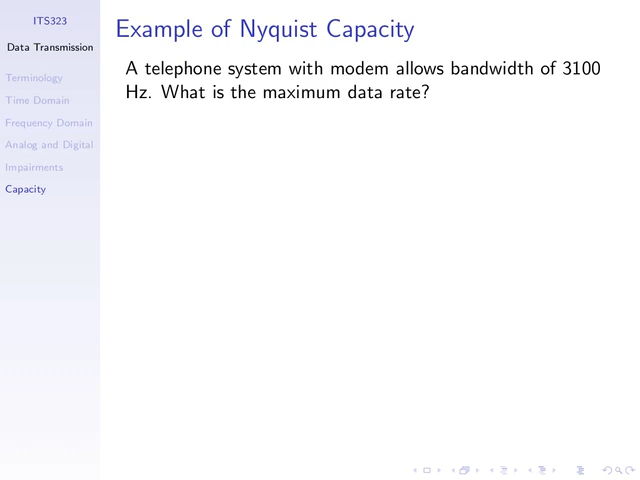 ITS323
Data Transmission
Terminology
Time Domain
Frequency Domain
Analog and Digital
Impairments
Capacity
Example of Nyquist Capacity
A telephone system with modem allows bandwidth of 3100
Hz. What is the maximum data rate?